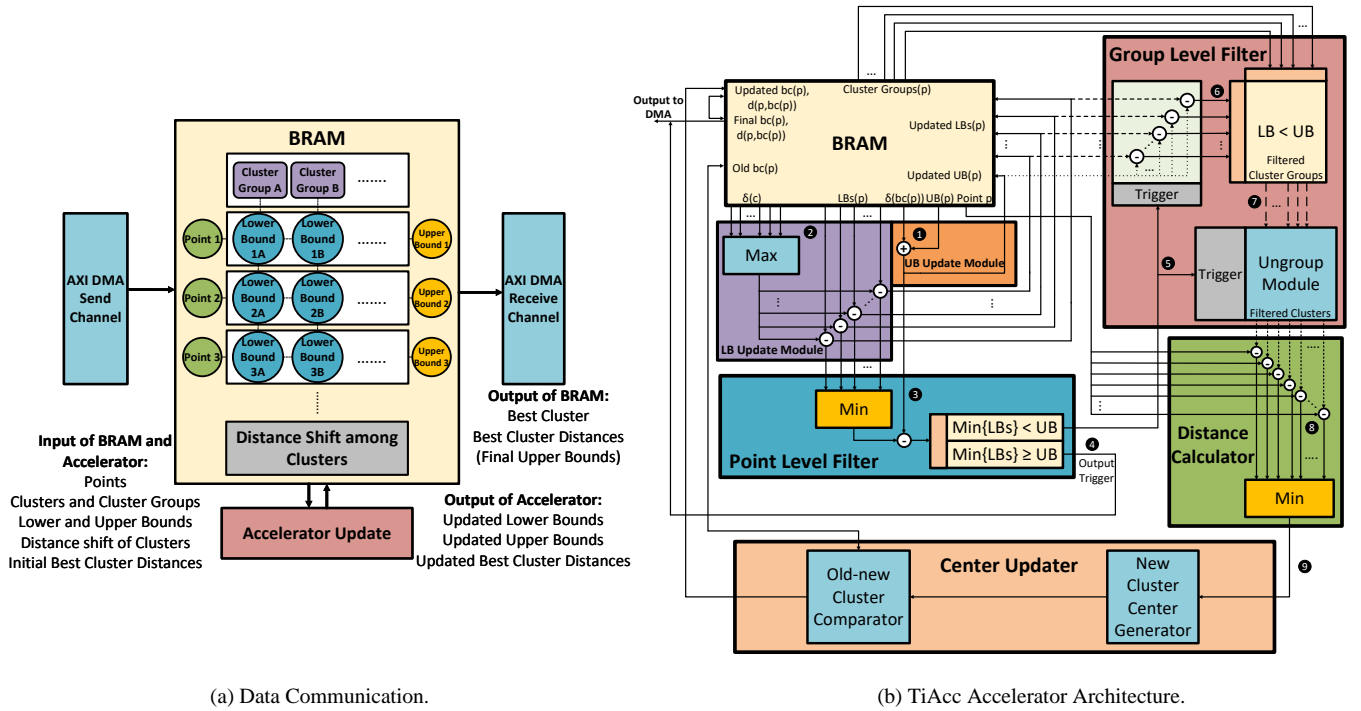 BRAM
Cluster
Group A
Cluster
Group B
.......
Point 1
Lower
Bound
1A
Lower
Bound
1B
.......
Upper
Bound 1
Point 2
Lower
Bound
2A
Lower
Bound
2B
.......
Upper
Bound 2
Point 3
Lower
Bound
3A
Lower
Bound
3B
.......
Upper
Bound 3
AXI DMA
Send
Channel
AXI DMA
Receive
Channel
Distance Shift among
Clusters
Accelerator Update
Input of BRAM and
Accelerator:
Points
Clusters and Cluster Groups
Lower and Upper Bounds
Distance shift of Clusters
Initial Best Cluster Distances
Output of BRAM:
Best Cluster
Best Cluster Distances
(Final Upper Bounds)
Output of Accelerator:
Updated Lower Bounds
Updated Upper Bounds
Updated Best Cluster Distances
(a) Data Communication.
Output to
DMA
Updated bc(p),
d(p,bc(p))
Final bc(p),
d(p,bc(p))
Old bc(p)
Cluster Groups(p)
BRAM
Updated LBs(p)
Updated UB(p)
δ(c)
LBs(p)
δ(bc(p))
UB(p)
Point p
2
Max
LB Update Module
1
+
UB Update Module
Group Level Filter
Trigger
6
LB < UB
Filtered
Cluster Groups
7
5
Trigger
Ungroup
Module
Filtered Clusters
Min
3
Point Level Filter
Min{LBs} < UB
Min{LBs} ≥ UB
4
Output
Trigger
Distance
Calculator
8
Min
9
Center Updater
Old-new
Cluster
Comparator
New
Cluster
Center
Generator
(b) TiAcc Accelerator Architecture.